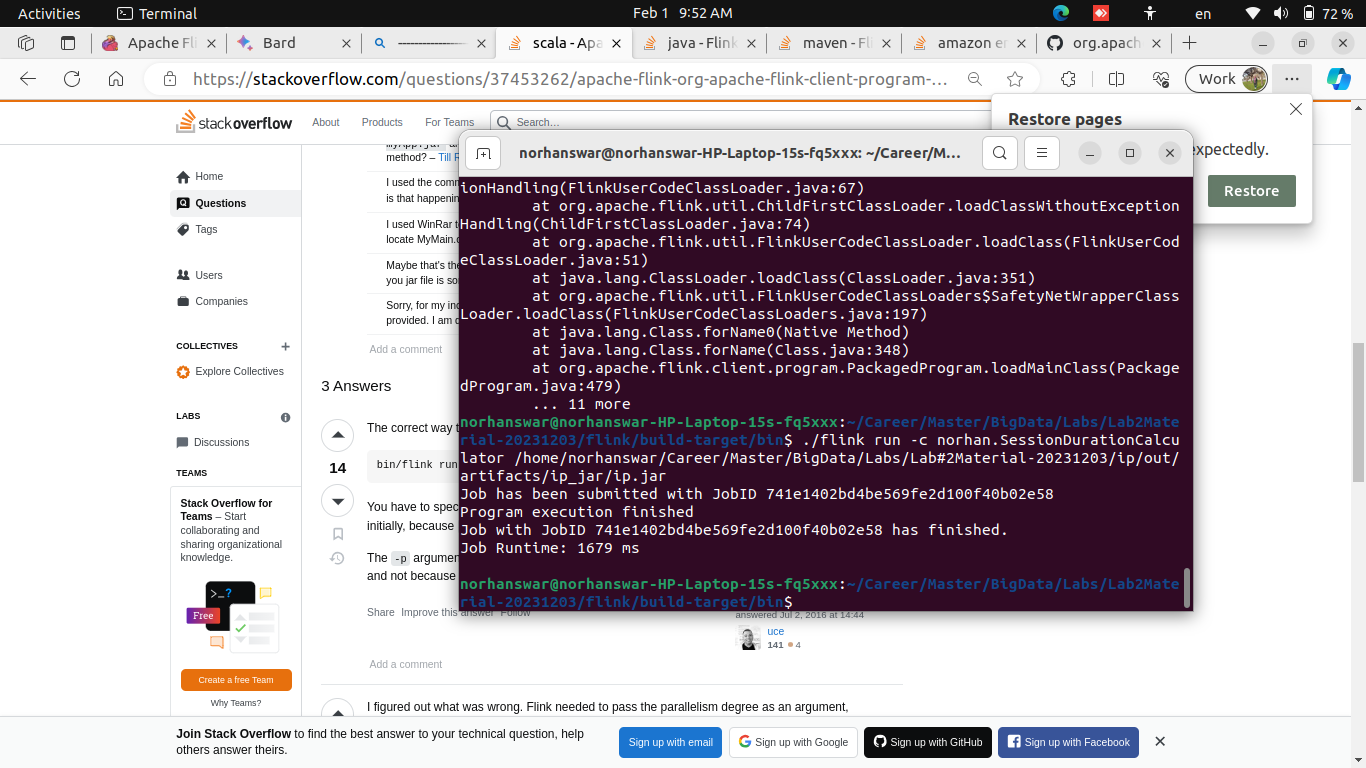 Activities
Terminal
Feb 1 9:52 AM
en
72 %
Apache Fl
Bard
scala - Apa
java - Flink
maven - Fl
amazon e
org.apach
https://stackoverflow.com/questions/37453262/apache-flink-org-apache-flink-client-program-...
Work
stackoverflow
About
Products
For Teams
Search…
Restore pages
expectedly.
Restore
Home
Questions
Tags
Users
Companies
COLLECTIVES
Explore Collectives
LABS
Discussions
TEAMS
Stack Overflow for
Teams – Start
collaborating and
sharing organizational
knowledge.
>_?
Free
Create a free Team
Why Teams?
method? – Till R
I used the comm
is that happenin
I used WinRar to
locate MyMain.c
Maybe that's the
you jar file is so
Sorry, for my in
provided. I am c
Add a comment
3 Answers
14
The correct way t
bin/flink run
You have to spec
initially, because
The -p argumen
and not because
Share Improve this answer Follow
answered Jul 2, 2016 at 14:44
uce
141 4
Add a comment
I figured out what was wrong. Flink needed to pass the parallelism degree as an argument,
norhanswar@norhanswar-HP-Laptop-15s-fq5xxx: ~/Career/M...
ionHandling(FlinkUserCodeClassLoader.java:67)
at org.apache.flink.util.ChildFirstClassLoader.loadClassWithoutException
Handling(ChildFirstClassLoader.java:74)
at org.apache.flink.util.FlinkUserCodeClassLoader.loadClass(FlinkUserCod
eClassLoader.java:51)
at java.lang.ClassLoader.loadClass(ClassLoader.java:351)
at org.apache.flink.util.FlinkUserCodeClassLoaders$SafetyNetWrapperClass
Loader.loadClass(FlinkUserCodeClassLoaders.java:197)
at java.lang.Class.forName0(Native Method)
at java.lang.Class.forName(Class.java:348)
at org.apache.flink.client.program.PackagedProgram.loadMainClass(Package
dProgram.java:479)
... 11 more
norhanswar@norhanswar-HP-Laptop-15s-fq5xxx:~/Career/Master/BigData/Labs/Lab2Mate
rial-20231203/flink/build-target/bin$ ./flink run -c norhan.SessionDurationCalcu
lator /home/norhanswar/Career/Master/BigData/Labs/Lab#2Material-20231203/ip/out/
artifacts/ip_jar/ip.jar
Job has been submitted with JobID 741e1402bd4be569fe2d100f40b02e58
Program execution finished
Job with JobID 741e1402bd4be569fe2d100f40b02e58 has finished.
Job Runtime: 1679 ms
norhanswar@norhanswar-HP-Laptop-15s-fq5xxx:~/Career/Master/BigData/Labs/Lab2Mate
rial-20231203/flink/build-target/bin$
Join Stack Overflow to find the best answer to your technical question, help
others answer theirs.
Sign up with email
Sign up with Google
Sign up with GitHub
Sign up with Facebook